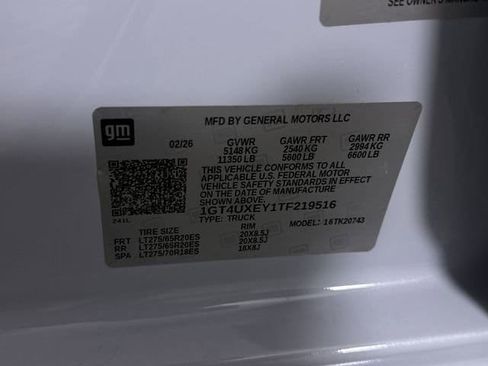 SEE OWNER'S MANUAL
gm
MFD BY GENERAL MOTORS LLC
02/26 GVWR GAWR FRT GAWR RR
5148 KG 2540 KG 2994 KG
11350 LB 5600 LB 6600 LB
THIS VEHICLE CONFORMS TO ALL
APPLICABLE U.S. FEDERAL MOTOR
VEHICLE SAFETY STANDARDS IN EFFECT
ON THE DATE OF MANUFACTURE
1GT4UXEY1TF219516
TYPE: TRUCK MODEL: 16TK20743
241L
TIRE SIZE RIM
FRT LT275/65R20ES 20X8.5J
RR LT275/65R20ES 20X8.5J
SPA LT275/70R18ES 18X8J